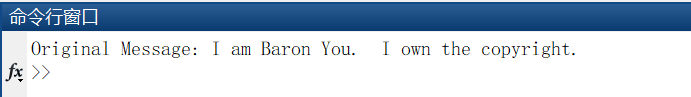 命令行窗口
Original Message: I am Baron You.  I own the copyright.
fx >>